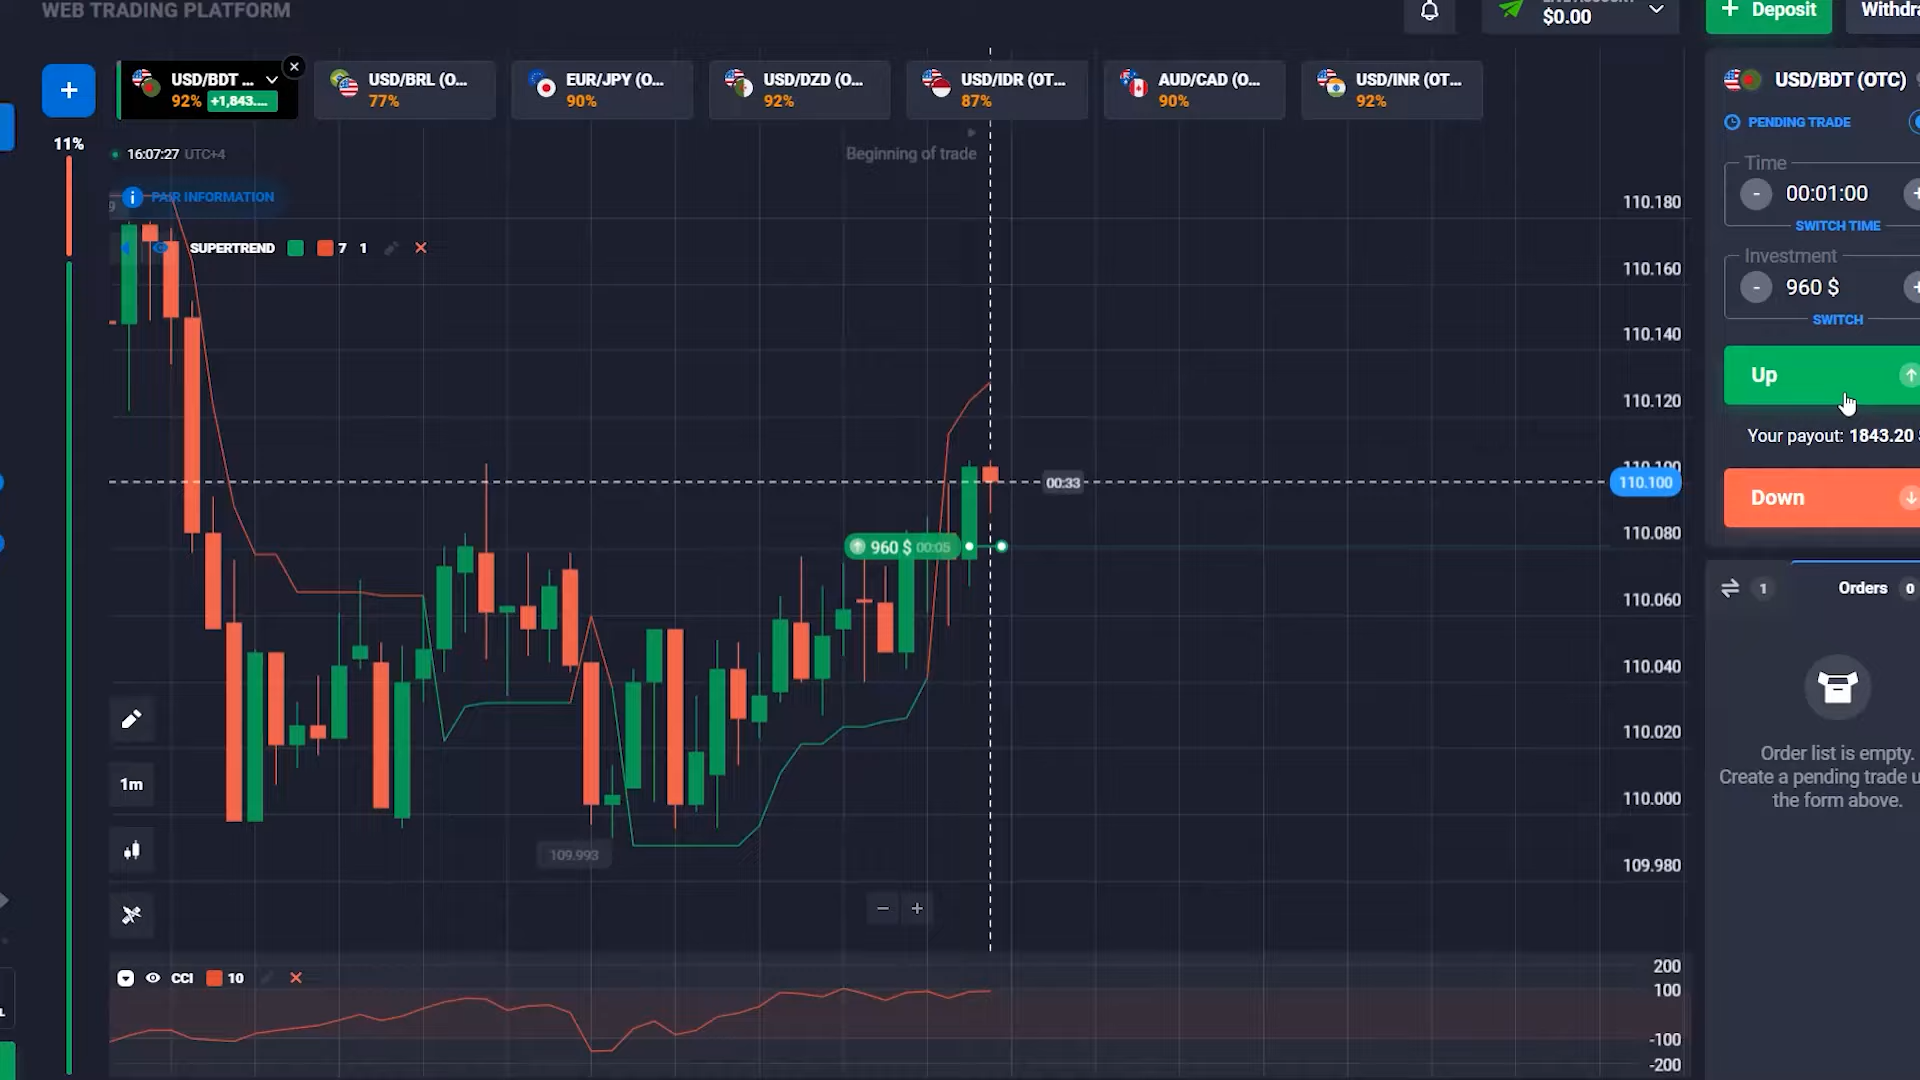 WEB TRADING PLATFORM
$0.00
+ Deposit
Withdra
USD/BDT ...
92% +1,843....
USD/BRL (O...
77%
EUR/JPY (O...
90%
USD/DZD (O...
92%
USD/IDR (OT...
87%
AUD/CAD (O...
90%
USD/INR (OT...
92%
USD/BDT (OTC)
PENDING TRADE
11%
16:07:27 UTC+4
Beginning of trade
PAIR INFORMATION
SUPERTREND 7 1
Time
- 00:01:00 +
SWITCH TIME
Investment
- 960 $ +
SWITCH
Up
Your payout: 1843.20 $
Down
1
Orders 0
Order list is empty.
Create a pending trade u
the form above.
110.180
110.160
110.140
110.120
110.100
110.100
00:33
110.080
960 $ 00:05
110.060
110.040
110.020
110.000
109.980
109.993
1m
− +
CCI 10
200
100
-100
-200